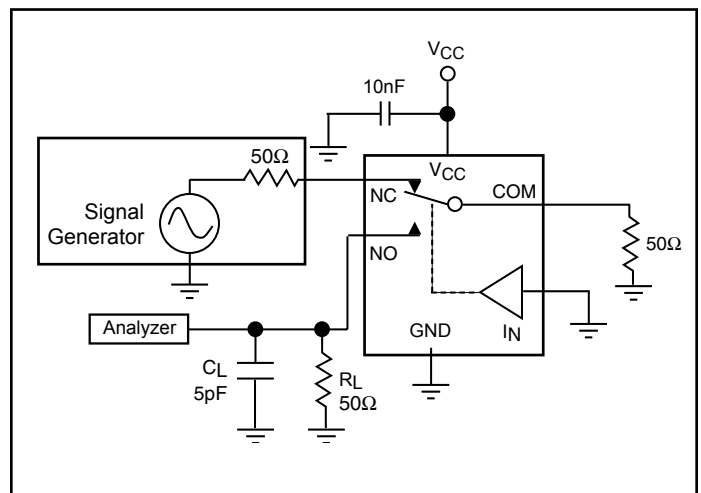 VCC
10nF
50Ω
VCC
NC
COM
Signal
Generator
NO
50Ω
Analyzer
GND
IN
CL
5pF
RL
50Ω